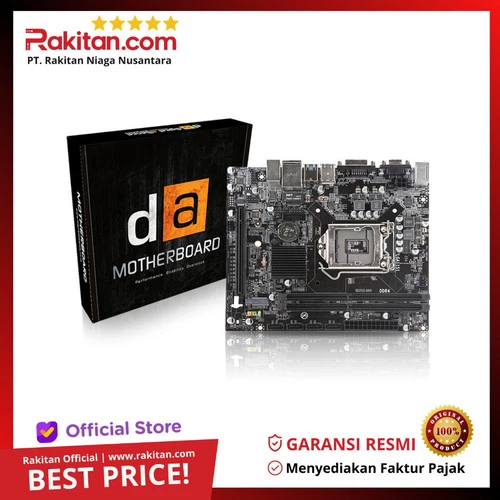 Rakitan.com
PT. Rakitan Niaga Nusantara
da
MOTHERBOARD
Performance. Stability. Overclock.
MOTHERBOARD
DDR4
Official Store
Rakitan Official | www.rakitan.com
BEST PRICE!
GARANSI RESMI
Menyediakan Faktur Pajak
ORIGINAL
100%
PRODUCT